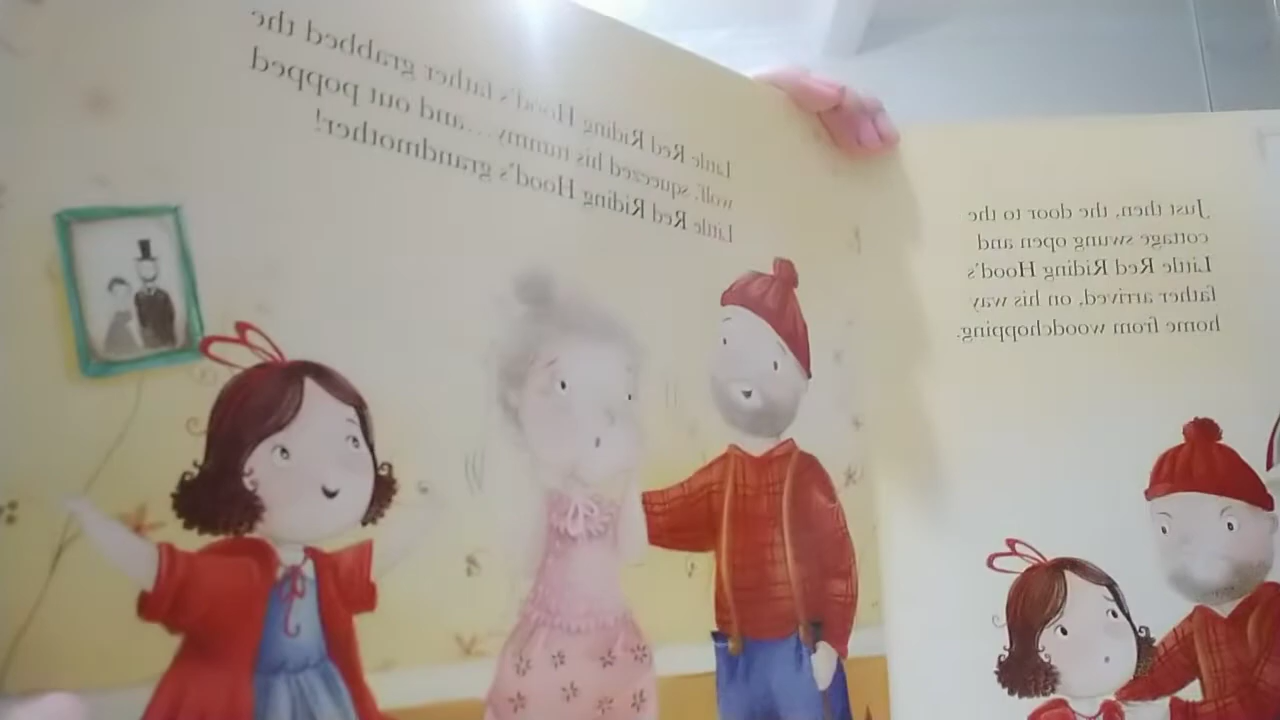 Just then, the door to the
cottage swung open and
Little Red Riding Hood's
father arrived, on his way
home from woodchopping.
Little Red Riding Hood's father grabbed the
wolf, squeezed his tummy...and out popped
Little Red Riding Hood's grandmother!